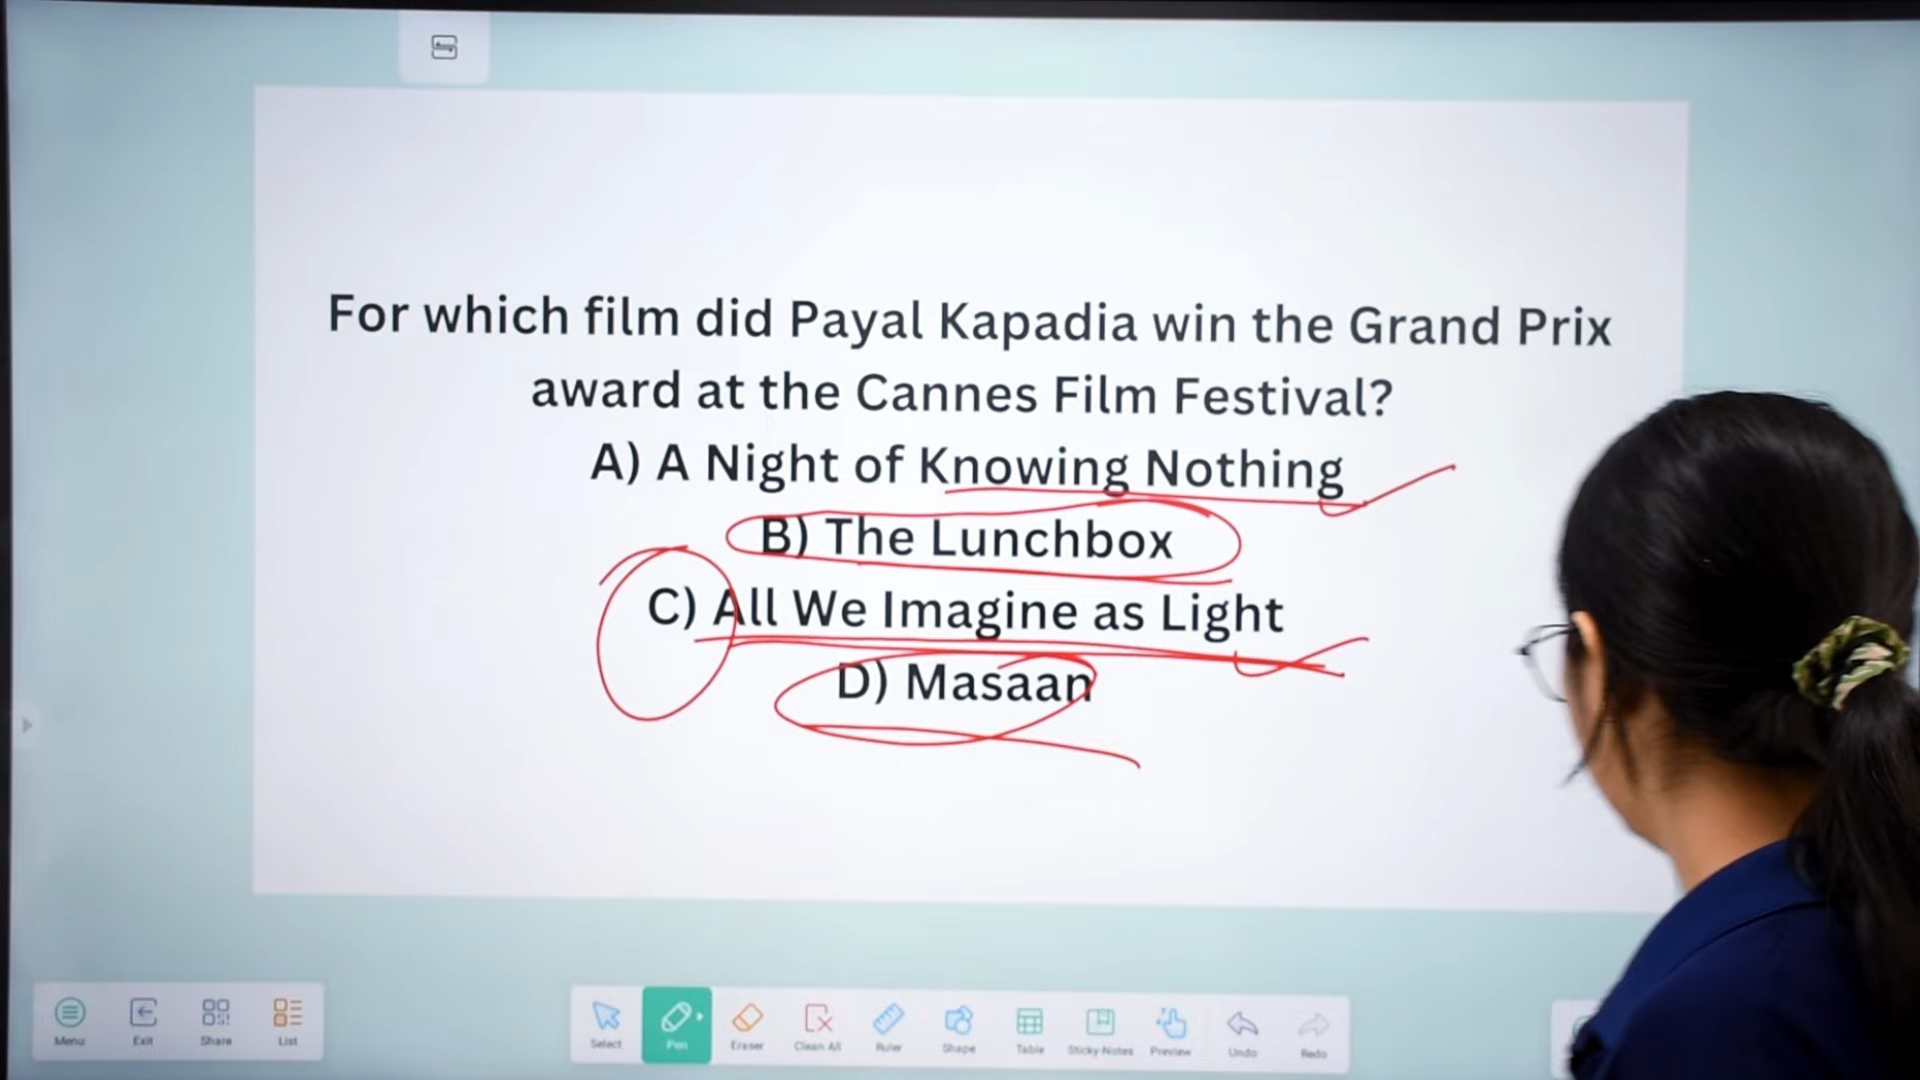 For which film did Payal Kapadia win the Grand Prix
award at the Cannes Film Festival?
A) A Night of Knowing Nothing
B) The Lunchbox
C) All We Imagine as Light
D) Masaan
Menu Exit Share List
Select Pen Eraser Clean All Ruler Shape Table Sticky Notes Preview Undo Redo